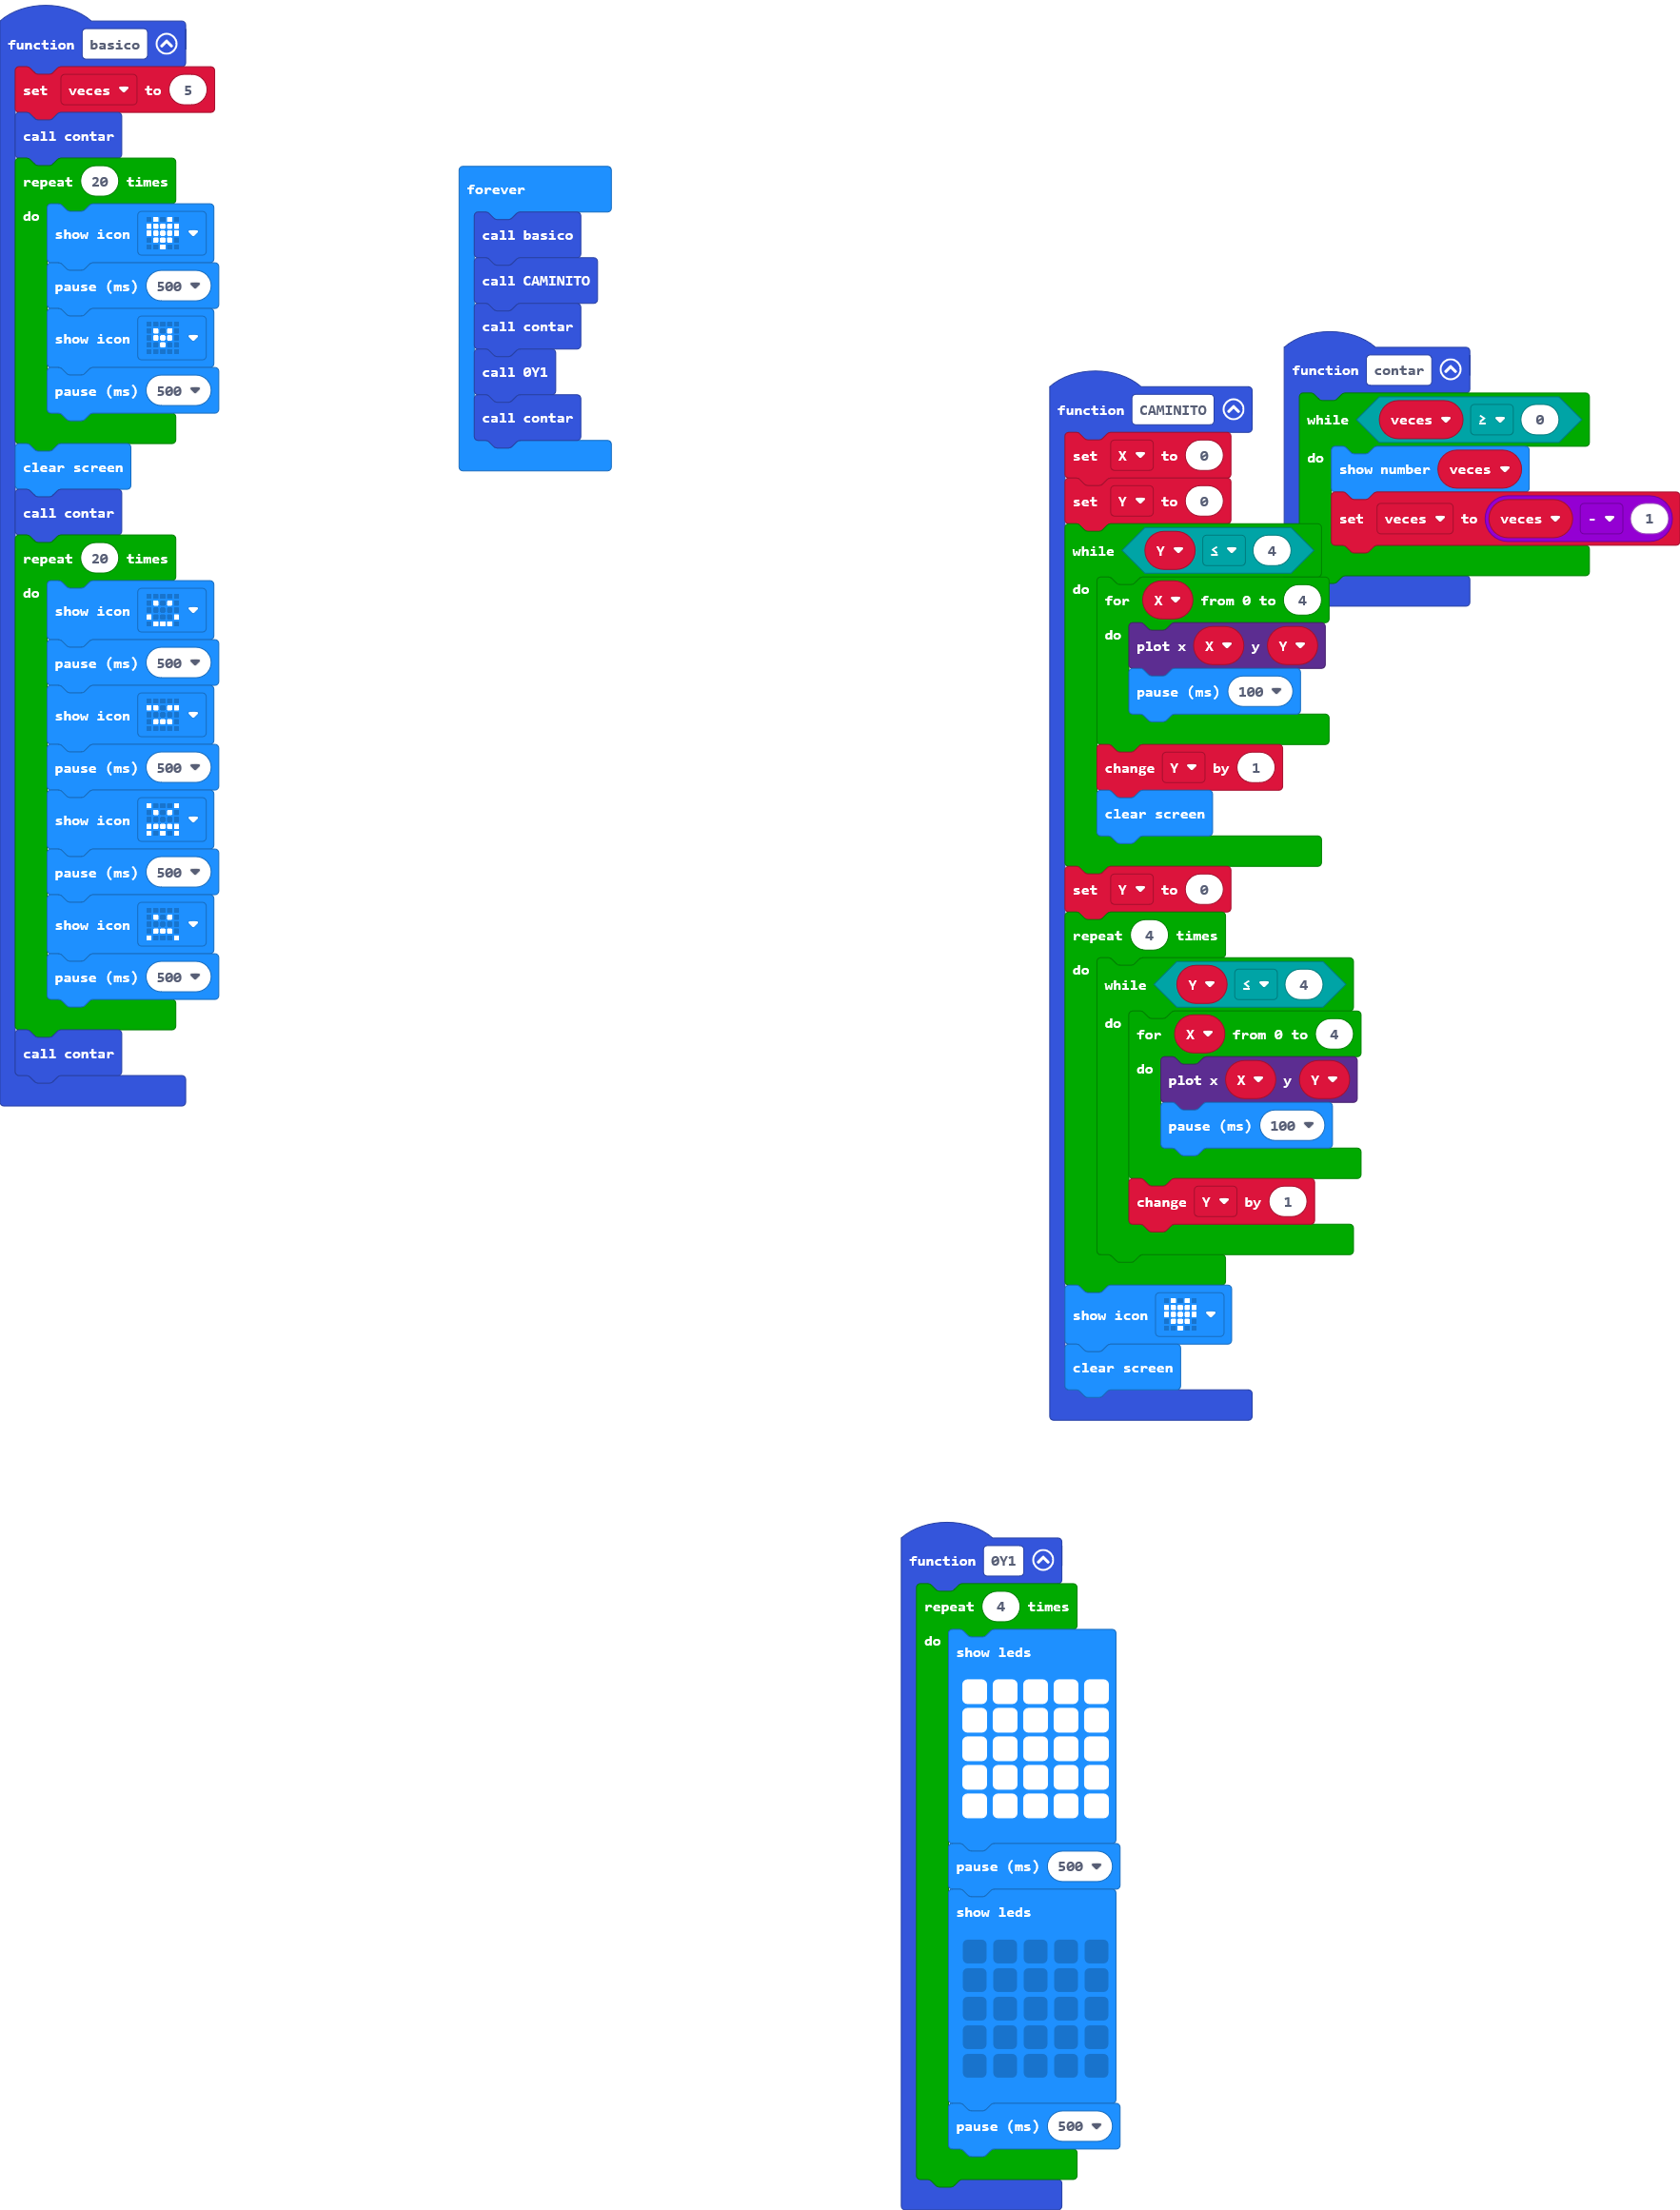 function basico
set veces to 5
call contar
repeat 20 times
do
show icon
pause (ms) 500
show icon
pause (ms) 500
clear screen
call contar
repeat 20 times
do
show icon
pause (ms) 500
show icon
pause (ms) 500
show icon
pause (ms) 500
show icon
pause (ms) 500
call contar
forever
call basico
call CAMINITO
call contar
call 0Y1
call contar
function contar
while veces ≥ 0
do
show number veces
set veces to veces - 1
function CAMINITO
set X to 0
set Y to 0
while Y ≤ 4
do
for X from 0 to 4
do
plot x X y Y
pause (ms) 100
change Y by 1
clear screen
set Y to 0
repeat 4 times
do
while Y ≤ 4
do
for X from 0 to 4
do
plot x X y Y
pause (ms) 100
change Y by 1
show icon
clear screen
function 0Y1
repeat 4 times
do
show leds
pause (ms) 500
show leds
pause (ms) 500